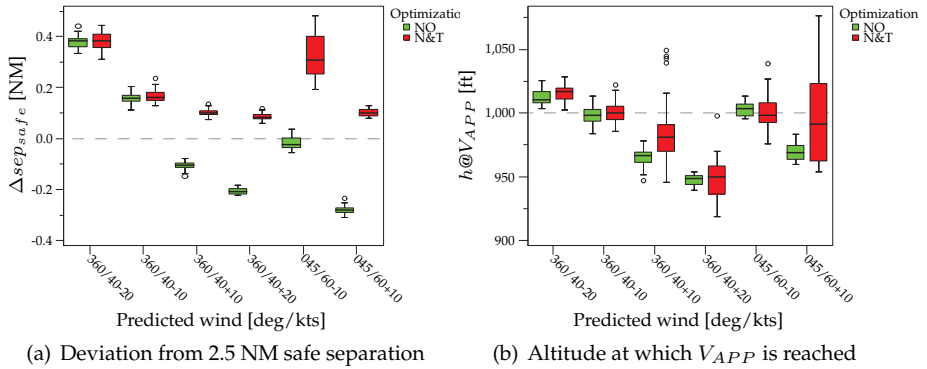 Optimization
NO
N&T
0.4
0.2
0.0
-0.2
-0.4
Δsep_safe [NM]
360/40-20
360/40-10
360/40+10
360/40+20
045/60-10
045/60+10
Predicted wind [deg/kts]
(a) Deviation from 2.5 NM safe separation
Optimization
NO
N&T
1,050
1,000
950
900
h@V_APP [ft]
360/40-20
360/40-10
360/40+10
360/40+20
045/60-10
045/60+10
Predicted wind [deg/kts]
(b) Altitude at which V_APP is reached